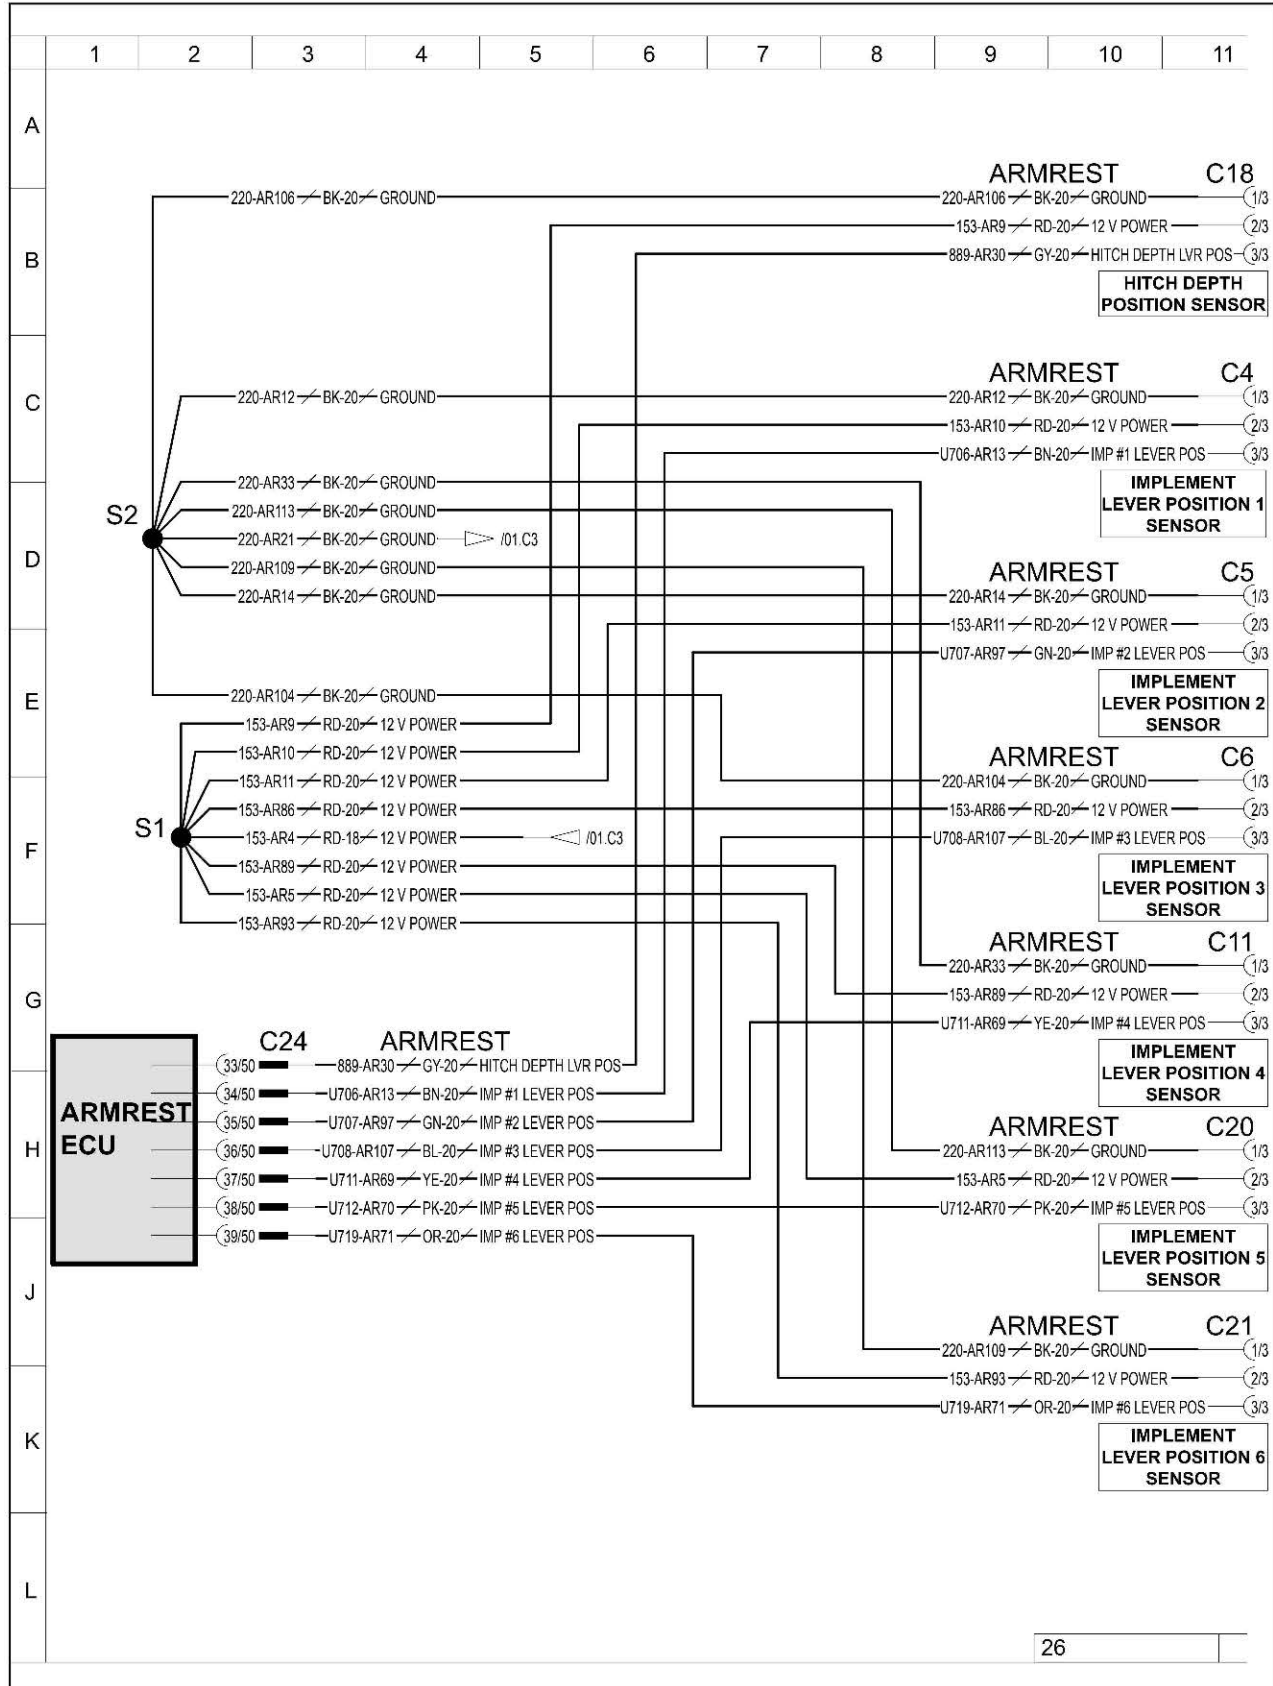 1 2 3 4 5 6 7 8 9 10 11
A
ARMREST C18
220-AR106 BK-20 GROUND 220-AR106 BK-20 GROUND 1/3
153-AR9 RD-20 12 V POWER 2/3
B
889-AR30 GY-20 HITCH DEPTH LVR POS 3/3
HITCH DEPTH
POSITION SENSOR
ARMREST C4
C
220-AR12 BK-20 GROUND 220-AR12 BK-20 GROUND 1/3
153-AR10 RD-20 12 V POWER 2/3
U706-AR13 BN-20 IMP #1 LEVER POS 3/3
220-AR33 BK-20 GROUND
IMPLEMENT
LEVER POSITION 1
SENSOR
S2
220-AR113 BK-20 GROUND
220-AR21 BK-20 GROUND /01.C3
D
220-AR109 BK-20 GROUND
ARMREST C5
220-AR14 BK-20 GROUND 220-AR14 BK-20 GROUND 1/3
153-AR11 RD-20 12 V POWER 2/3
U707-AR97 GN-20 IMP #2 LEVER POS 3/3
IMPLEMENT
LEVER POSITION 2
SENSOR
E
220-AR104 BK-20 GROUND
153-AR9 RD-20 12 V POWER
153-AR10 RD-20 12 V POWER
ARMREST C6
153-AR11 RD-20 12 V POWER 220-AR104 BK-20 GROUND 1/3
153-AR86 RD-20 12 V POWER 153-AR86 RD-20 12 V POWER 2/3
S1
153-AR4 RD-18 12 V POWER /01.C3 U708-AR107 BL-20 IMP #3 LEVER POS 3/3
F
153-AR89 RD-20 12 V POWER
153-AR5 RD-20 12 V POWER
153-AR93 RD-20 12 V POWER
IMPLEMENT
LEVER POSITION 3
SENSOR
ARMREST C11
220-AR33 BK-20 GROUND 1/3
G
153-AR89 RD-20 12 V POWER 2/3
U711-AR69 YE-20 IMP #4 LEVER POS 3/3
IMPLEMENT
LEVER POSITION 4
SENSOR
C24 ARMREST
33/50 889-AR30 GY-20 HITCH DEPTH LVR POS
34/50 U706-AR13 BN-20 IMP #1 LEVER POS
ARMREST
ECU
35/50 U707-AR97 GN-20 IMP #2 LEVER POS
H
36/50 U708-AR107 BL-20 IMP #3 LEVER POS
37/50 U711-AR69 YE-20 IMP #4 LEVER POS
38/50 U712-AR70 PK-20 IMP #5 LEVER POS
39/50 U719-AR71 OR-20 IMP #6 LEVER POS
ARMREST C20
220-AR113 BK-20 GROUND 1/3
153-AR5 RD-20 12 V POWER 2/3
U712-AR70 PK-20 IMP #5 LEVER POS 3/3
IMPLEMENT
LEVER POSITION 5
SENSOR
J
ARMREST C21
220-AR109 BK-20 GROUND 1/3
153-AR93 RD-20 12 V POWER 2/3
U719-AR71 OR-20 IMP #6 LEVER POS 3/3
K
IMPLEMENT
LEVER POSITION 6
SENSOR
L
26